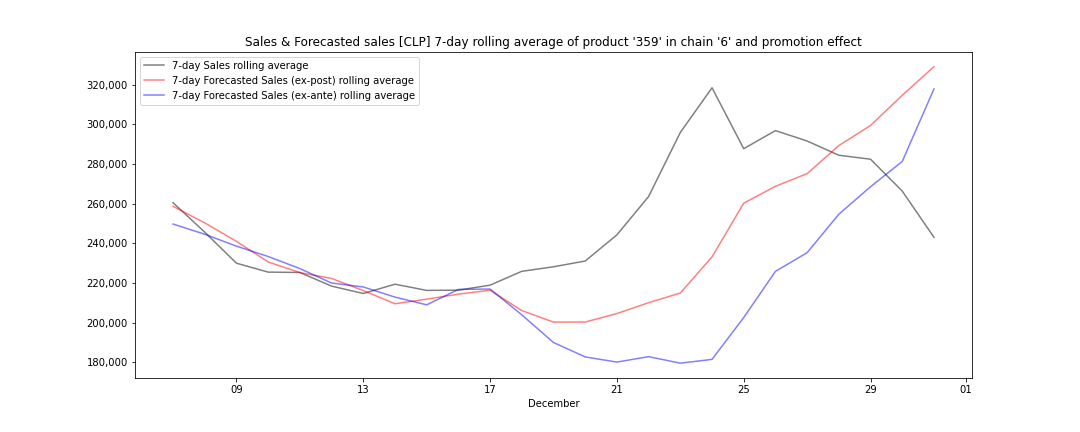 Sales & Forecasted sales [CLP] 7-day rolling average of product '359' in chain '6' and promotion effect
7-day Sales rolling average
7-day Forecasted Sales (ex-post) rolling average
7-day Forecasted Sales (ex-ante) rolling average
320,000
300,000
280,000
260,000
240,000
220,000
200,000
180,000
09 13 17 21 25 29 01
December